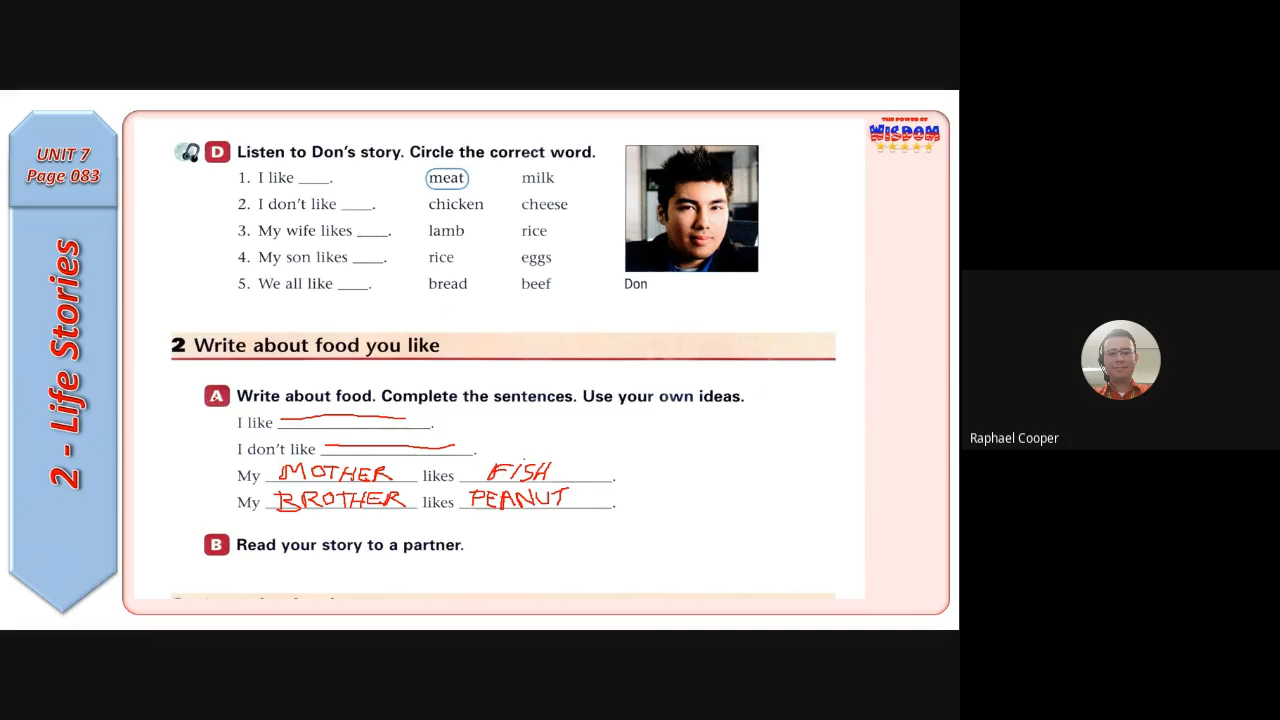 UNIT 7
Page 083
2 - Life Stories
THE POWER OF
WISDOM
D Listen to Don's story. Circle the correct word.
1. I like ____. meat milk
2. I don't like ____. chicken cheese
3. My wife likes ____. lamb rice
4. My son likes ____. rice eggs
5. We all like ____. bread beef
Don
2 Write about food you like
A Write about food. Complete the sentences. Use your own ideas.
I like ____.
I don't like ____.
My MOTHER likes FISH.
My BROTHER likes PEANUT.
B Read your story to a partner.
Raphael Cooper